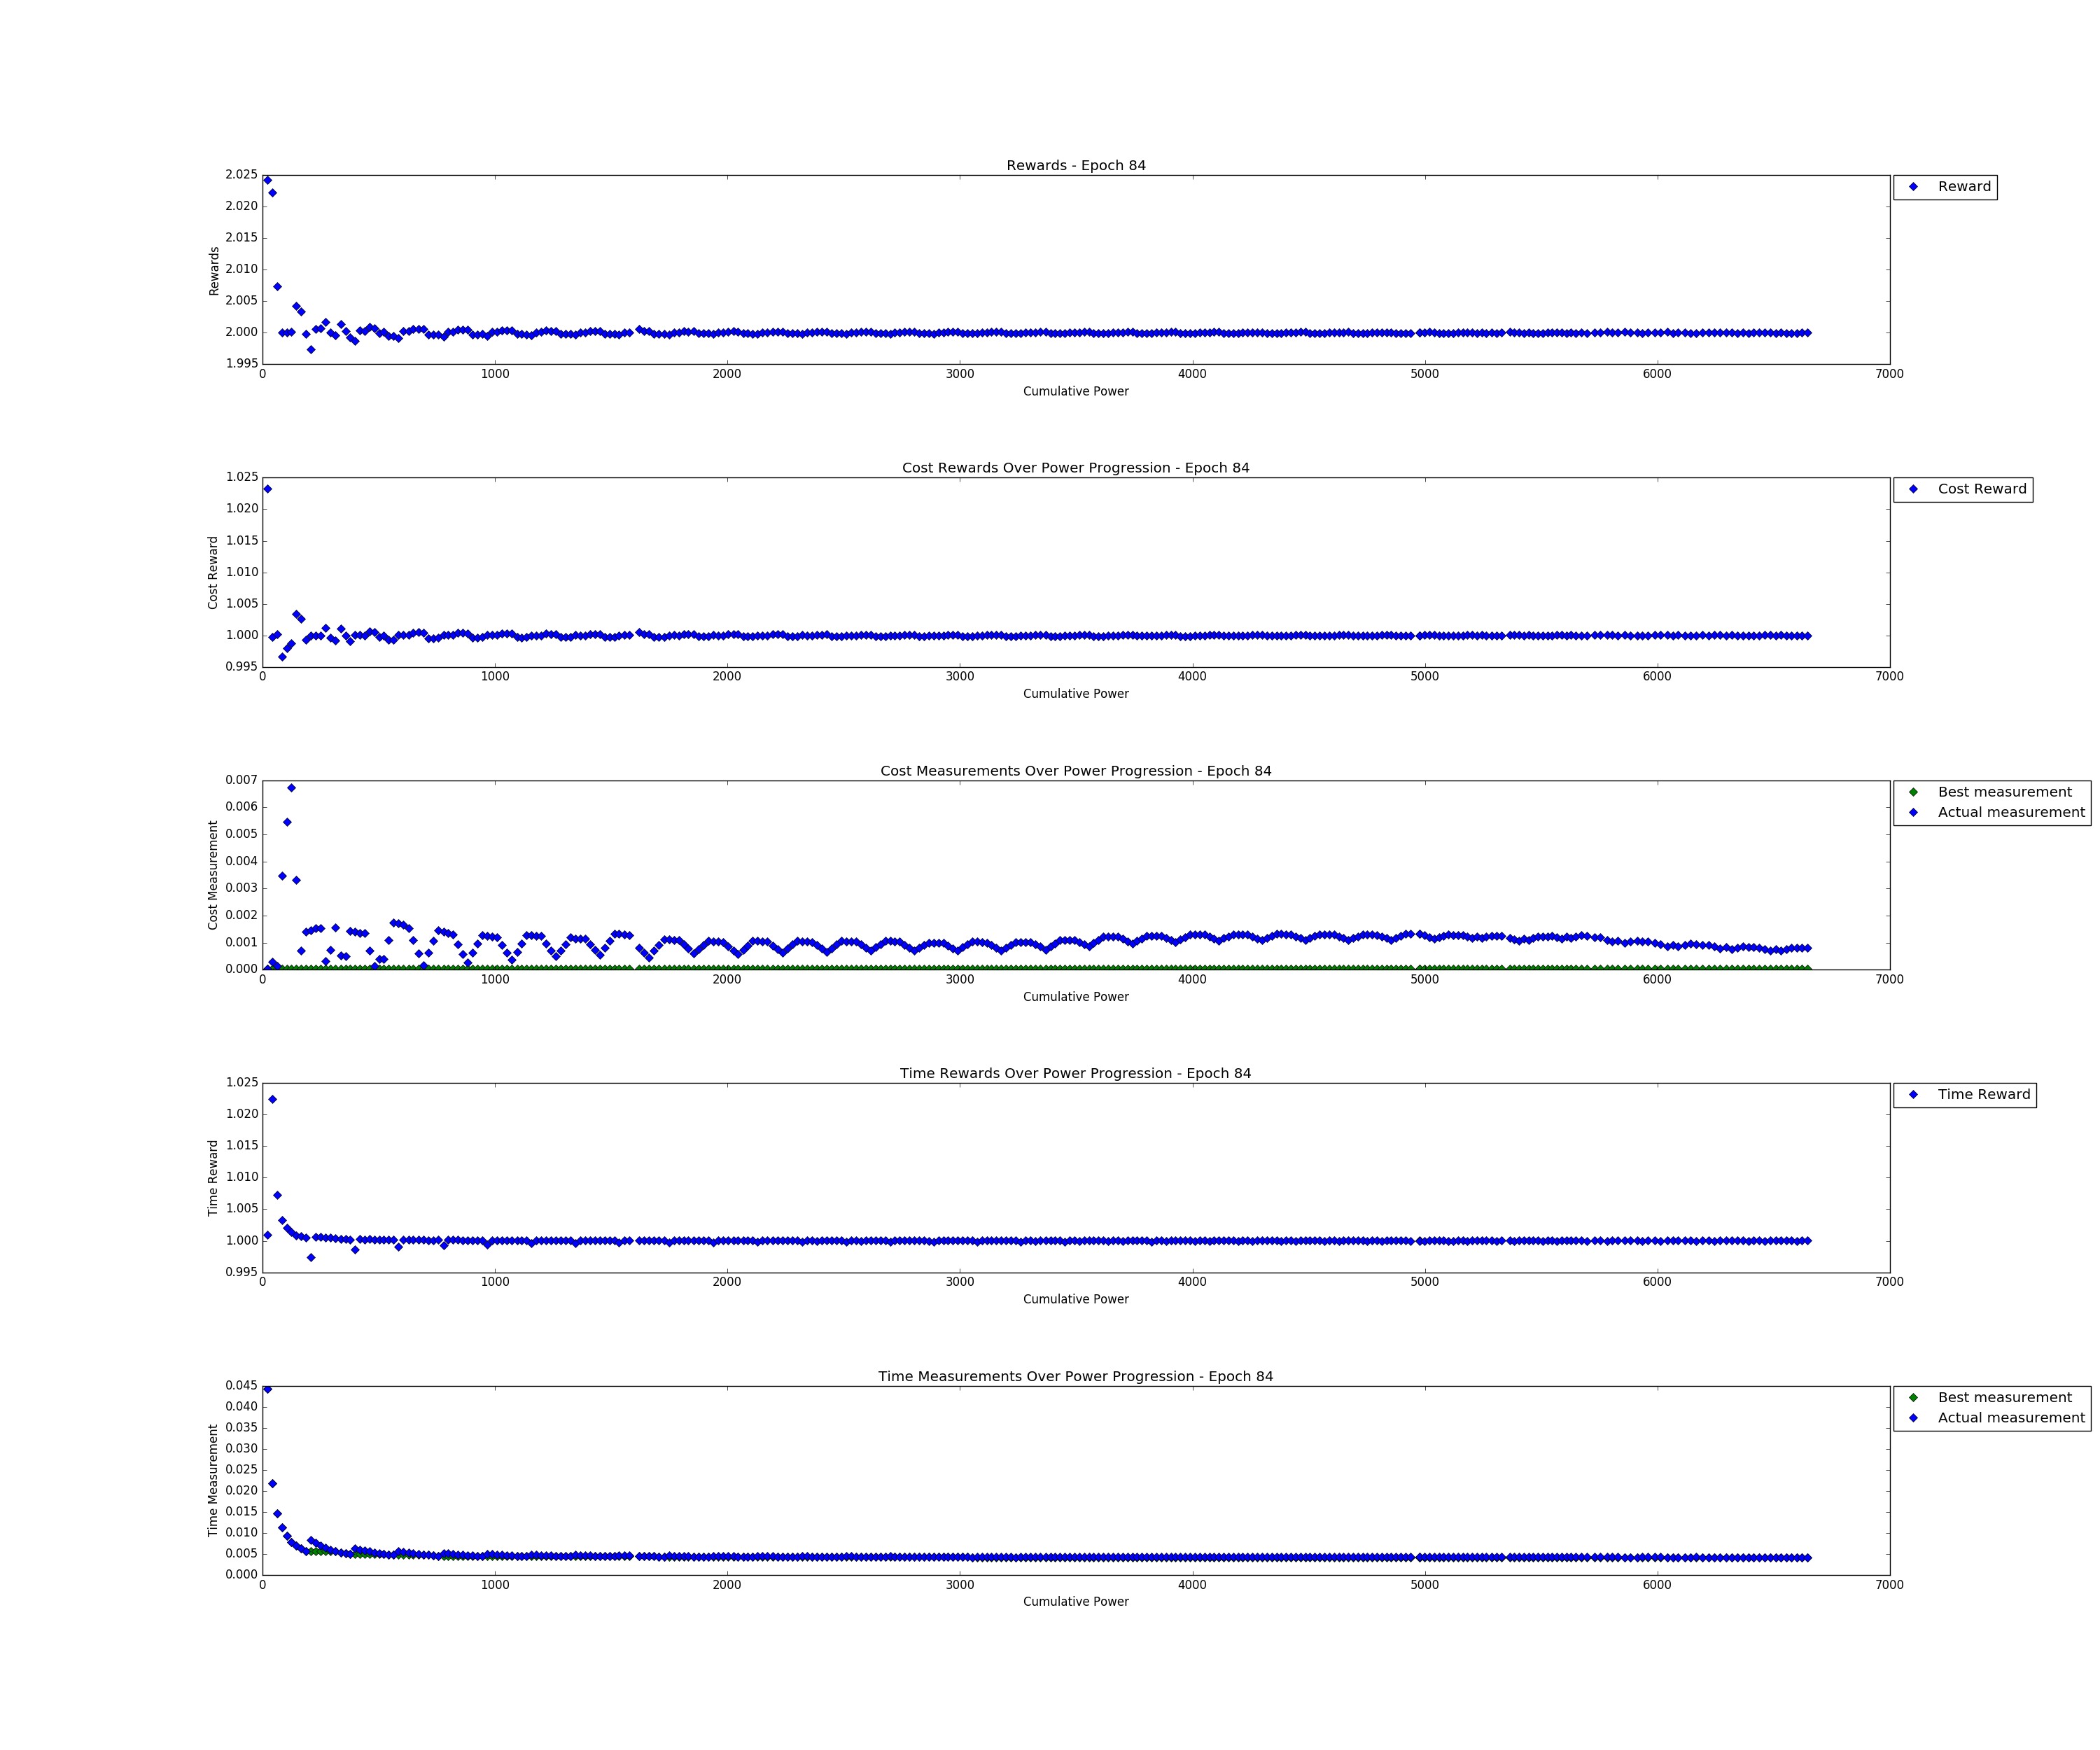 Rewards - Epoch 84
2.025
2.020
2.015
2.010
2.005
2.000
1.995
Rewards
0 1000 2000 3000 4000 5000 6000 7000
Cumulative Power
Reward
Cost Rewards Over Power Progression - Epoch 84
1.025
1.020
1.015
1.010
1.005
1.000
0.995
Cost Reward
0 1000 2000 3000 4000 5000 6000 7000
Cumulative Power
Cost Reward
Cost Measurements Over Power Progression - Epoch 84
0.007
0.006
0.005
0.004
0.003
0.002
0.001
0.000
Cost Measurement
0 1000 2000 3000 4000 5000 6000 7000
Cumulative Power
Best measurement
Actual measurement
Time Rewards Over Power Progression - Epoch 84
1.025
1.020
1.015
1.010
1.005
1.000
0.995
Time Reward
0 1000 2000 3000 4000 5000 6000 7000
Cumulative Power
Time Reward
Time Measurements Over Power Progression - Epoch 84
0.045
0.040
0.035
0.030
0.025
0.020
0.015
0.010
0.005
0.000
Time Measurement
0 1000 2000 3000 4000 5000 6000 7000
Cumulative Power
Best measurement
Actual measurement